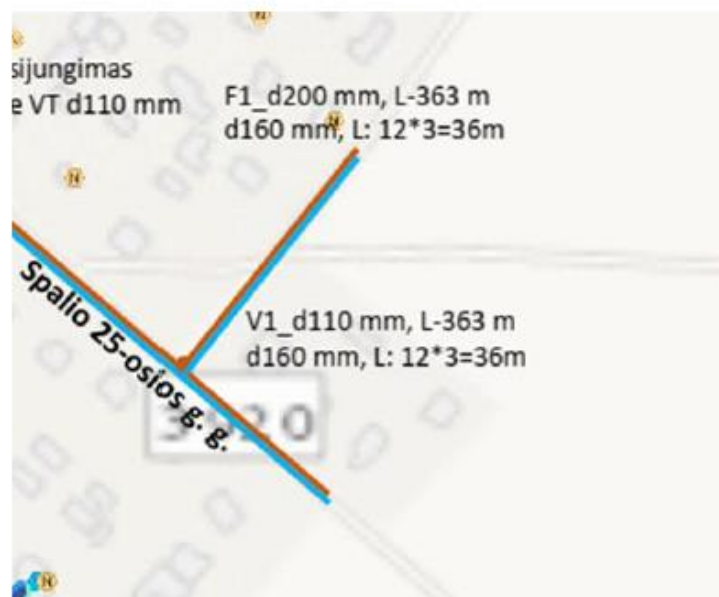 sijungimas
e VT d110 mm
F1_d200 mm, L-363 m
d160 mm, L: 12*3=36m
N
N
N
V1_d110 mm, L-363 m
d160 mm, L: 12*3=36m
Spalio 25-osios g. g.
N